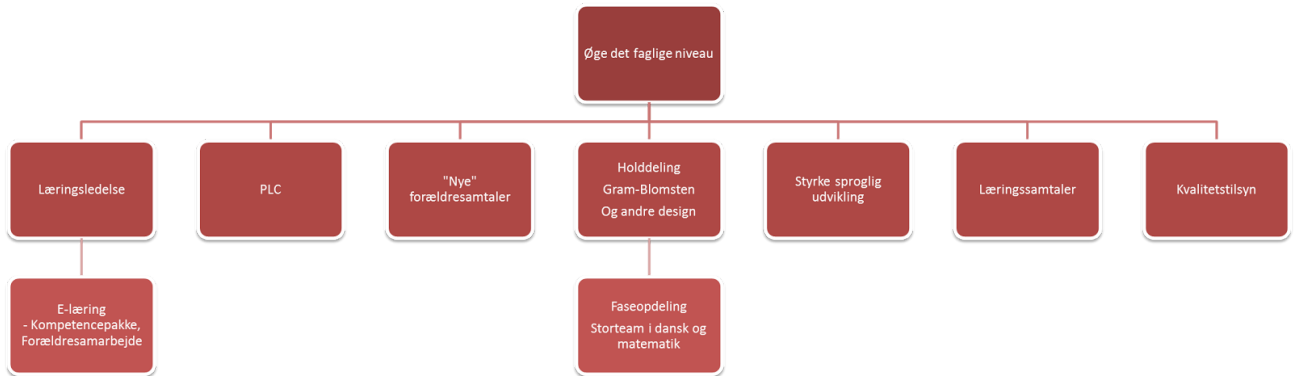 Øge det faglige niveau
Læringsledelse
PLC
"Nye"
forældresamtaler
Holddeling
Gram-Blomsten
Og andre design
Styrke sproglig
udvikling
Læringssamtaler
Kvalitetstilsyn
E-læring
- Kompetencepakke,
Forældresamarbejde
Faseopdeling
Storteam i dansk og
matematik